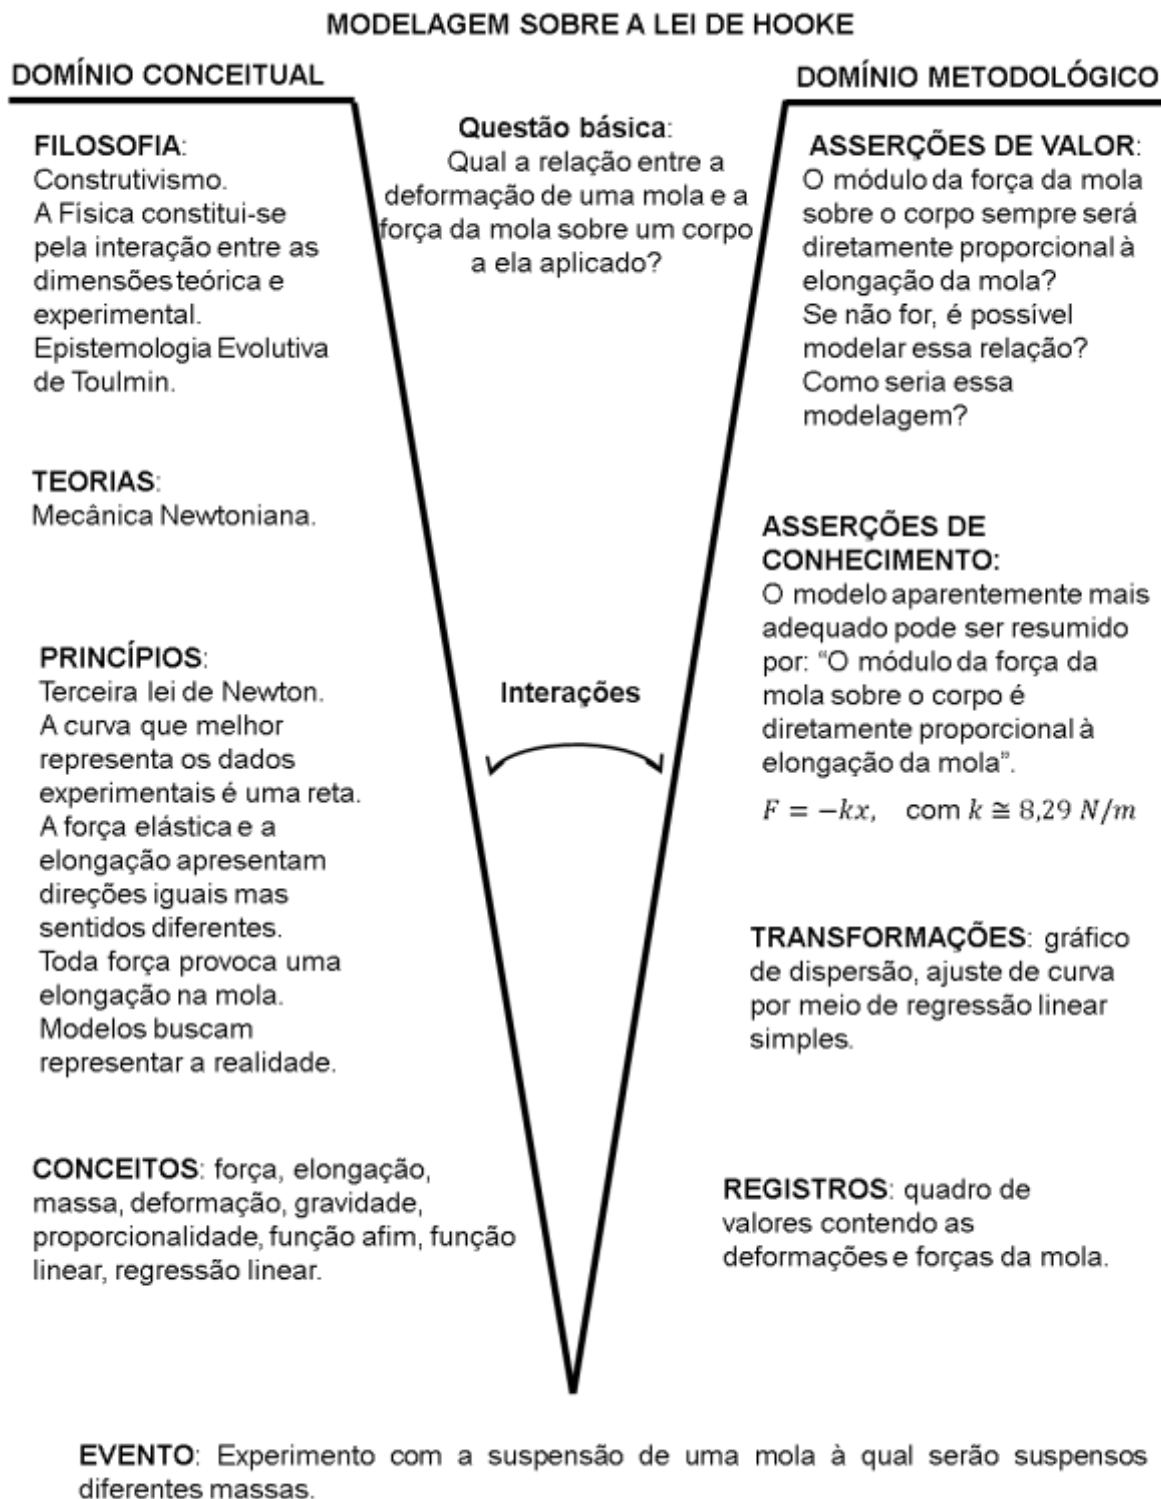 MODELAGEM SOBRE A LEI DE HOOKE
DOMÍNIO CONCEITUAL
FILOSOFIA:
Construtivismo.
A Física constitui-se
pela interação entre as
dimensões teórica e
experimental.
Epistemologia Evolutiva
de Toulmin.
TEORIAS:
Mecânica Newtoniana.
PRINCÍPIOS:
Terceira lei de Newton.
A curva que melhor
representa os dados
experimentais é uma reta.
A força elástica e a
elongação apresentam
direções iguais mas
sentidos diferentes.
Toda força provoca uma
elongação na mola.
Modelos buscam
representar a realidade.
CONCEITOS: força, elongação,
massa, deformação, gravidade,
proporcionalidade, função afim, função
linear, regressão linear.
Questão básica:
Qual a relação entre a
deformação de uma mola e a
força da mola sobre um corpo
a ela aplicado?
Interações
DOMÍNIO METODOLÓGICO
ASSERÇÕES DE VALOR:
O módulo da força da mola
sobre o corpo sempre será
diretamente proporcional à
elongação da mola?
Se não for, é possível
modelar essa relação?
Como seria essa
modelagem?
ASSERÇÕES DE
CONHECIMENTO:
O modelo aparentemente mais
adequado pode ser resumido
por: “O módulo da força da
mola sobre o corpo é
diretamente proporcional à
elongação da mola”.
F = −kx, com k ≅ 8,29 N/m
TRANSFORMAÇÕES: gráfico
de dispersão, ajuste de curva
por meio de regressão linear
simples.
REGISTROS: quadro de
valores contendo as
deformações e forças da mola.
EVENTO: Experimento com a suspensão de uma mola à qual serão suspensos
diferentes massas.